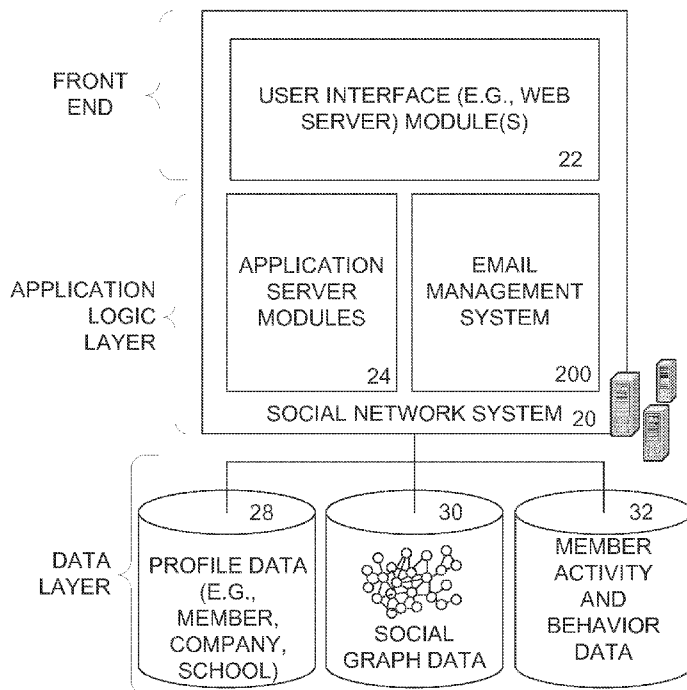 FRONT
END
USER INTERFACE (E.G., WEB
SERVER) MODULE(S)
22
APPLICATION
LOGIC
LAYER
APPLICATION
SERVER
MODULES
24
EMAIL
MANAGEMENT
SYSTEM
200
SOCIAL NETWORK SYSTEM 20
DATA
LAYER
28
PROFILE DATA
(E.G.,
MEMBER,
COMPANY,
SCHOOL)
30
SOCIAL
GRAPH DATA
32
MEMBER
ACTIVITY
AND
BEHAVIOR
DATA